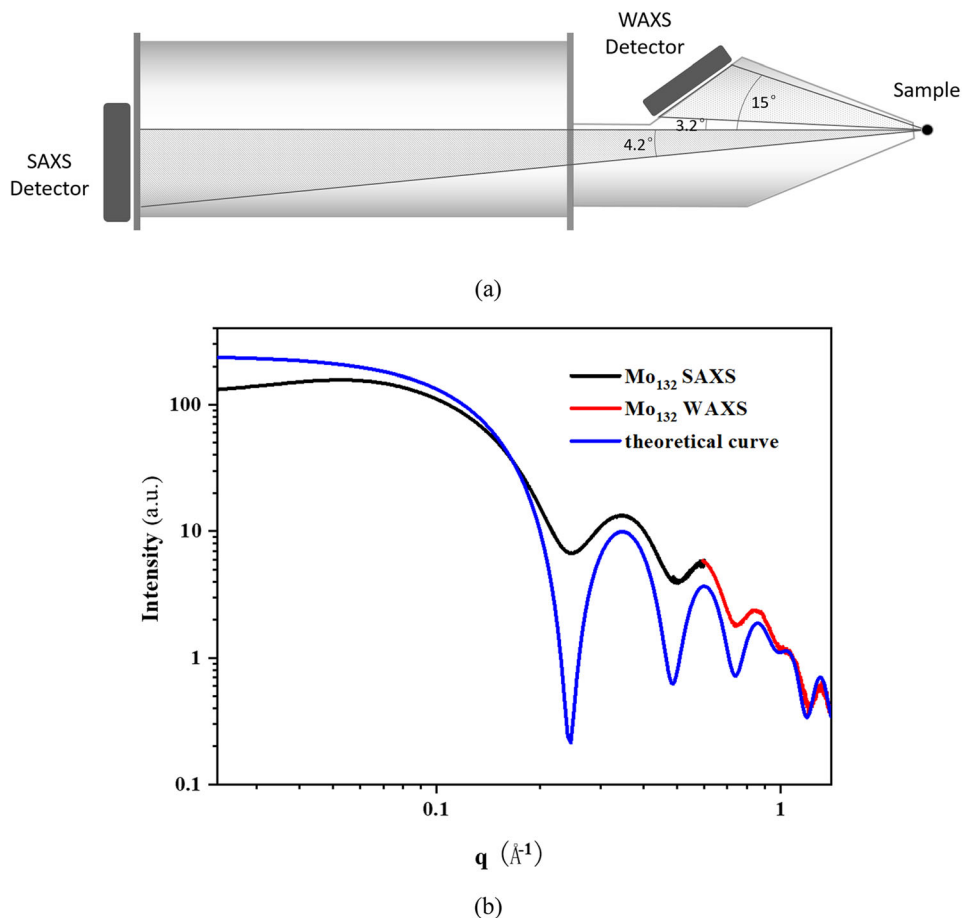 WAXS
Detector
Sample
15°
3.2°
4.2°
SAXS
Detector
(a)
Mo₁₃₂ SAXS
Mo₁₃₂ WAXS
theoretical curve
Intensity (a.u.)
100
10
1
0.1
0.1
1
q (Å⁻¹)
(b)